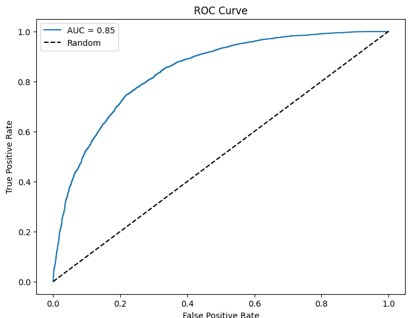 ROC Curve
AUC = 0.85
Random
True Positive Rate
1.0
0.8
0.6
0.4
0.2
0.0
0.0 0.2 0.4 0.6 0.8 1.0
False Positive Rate